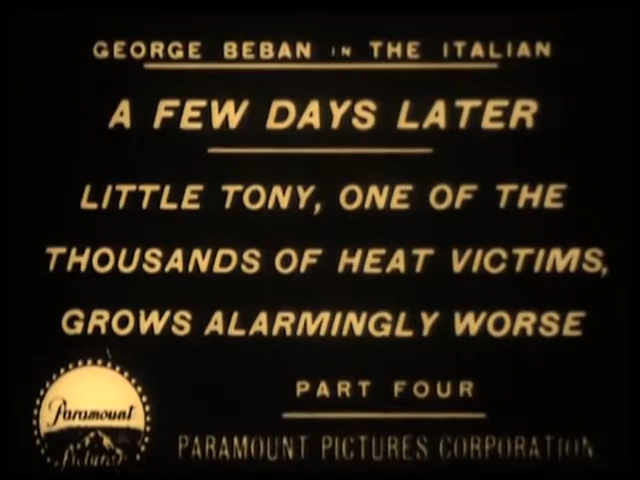 GEORGE BEBAN IN THE ITALIAN
A FEW DAYS LATER
LITTLE TONY, ONE OF THE
THOUSANDS OF HEAT VICTIMS,
GROWS ALARMINGLY WORSE
PART FOUR
Paramount
Pictures
PARAMOUNT PICTURES CORPORATION